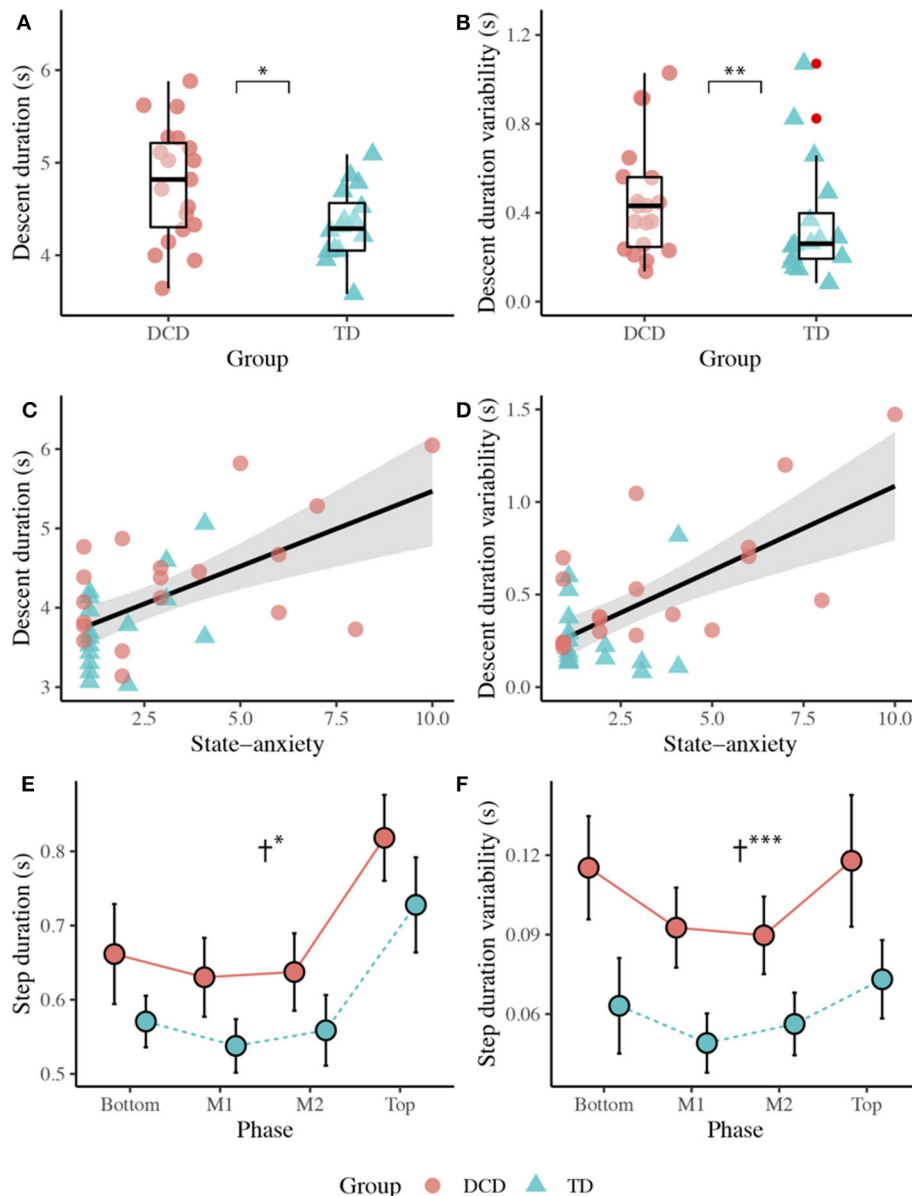 A
Descent duration (s)
6
5
4
*
DCD
TD
Group
B
Descent duration variability (s)
1.2
0.8
0.4
0.0
**
DCD
TD
Group
C
Descent duration (s)
6
5
4
3
2.5
5.0
7.5
10.0
State−anxiety
D
Descent duration variability (s)
1.5
1.0
0.5
0.0
2.5
5.0
7.5
10.0
State−anxiety
E
Step duration (s)
0.8
0.7
0.6
0.5
†*
Bottom
M1
M2
Top
Phase
F
Step duration variability (s)
0.12
0.09
0.06
†***
Bottom
M1
M2
Top
Phase
Group DCD TD